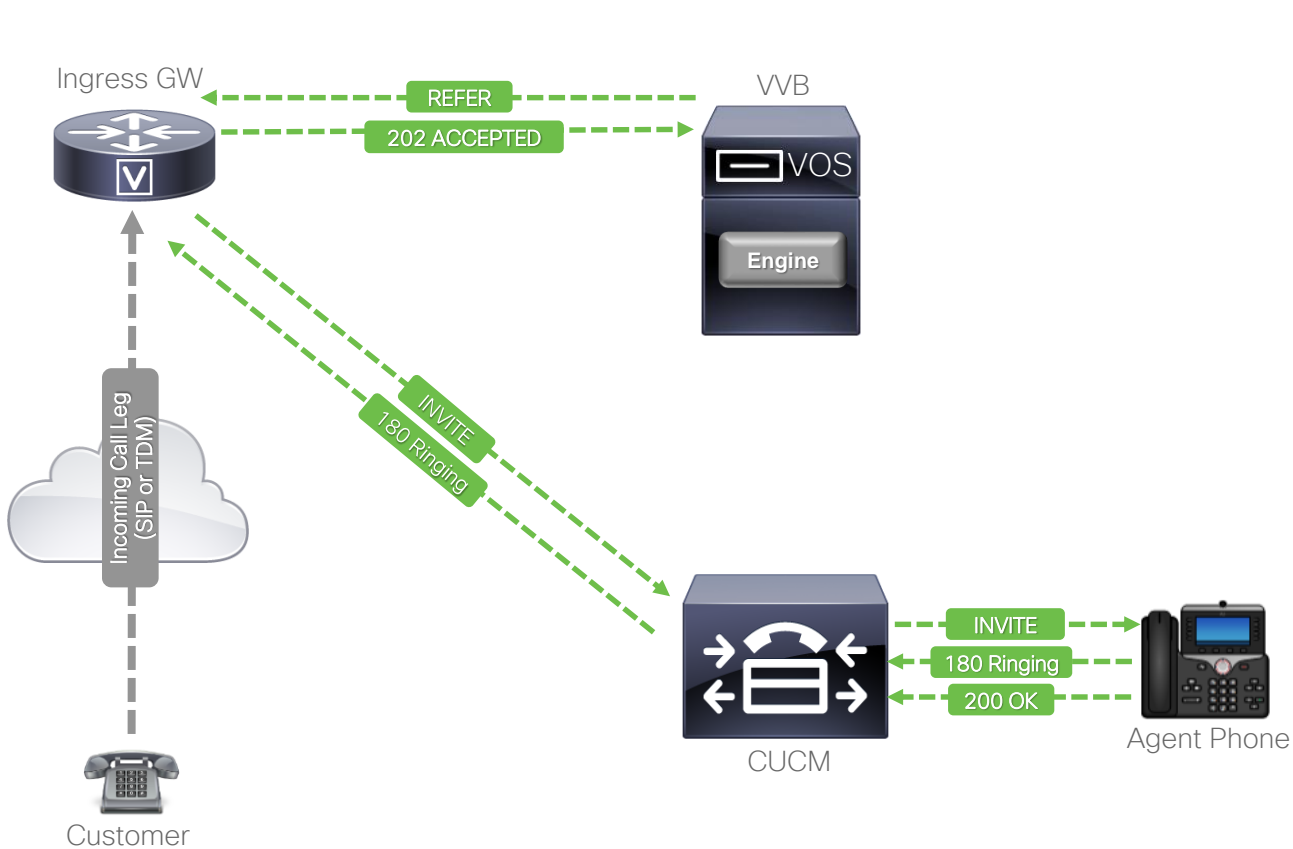 Ingress GW
REFER
VVB
202 ACCEPTED
VOS
V
Engine
INVITE
180 Ringing
Incoming Call Leg
(SIP or TDM)
INVITE
180 Ringing
200 OK
Agent Phone
CUCM
Customer